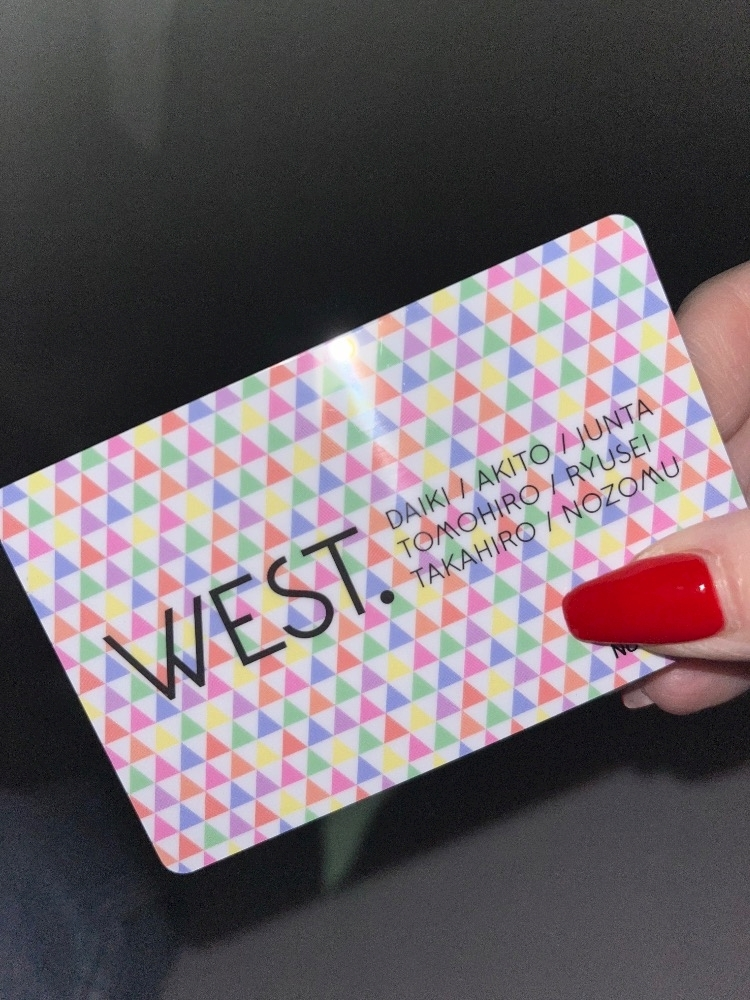 WEST.
DAIKI / AKITO / JUNTA
TOMOHIRO / RYUSEI
TAKAHIRO / NOZOMU